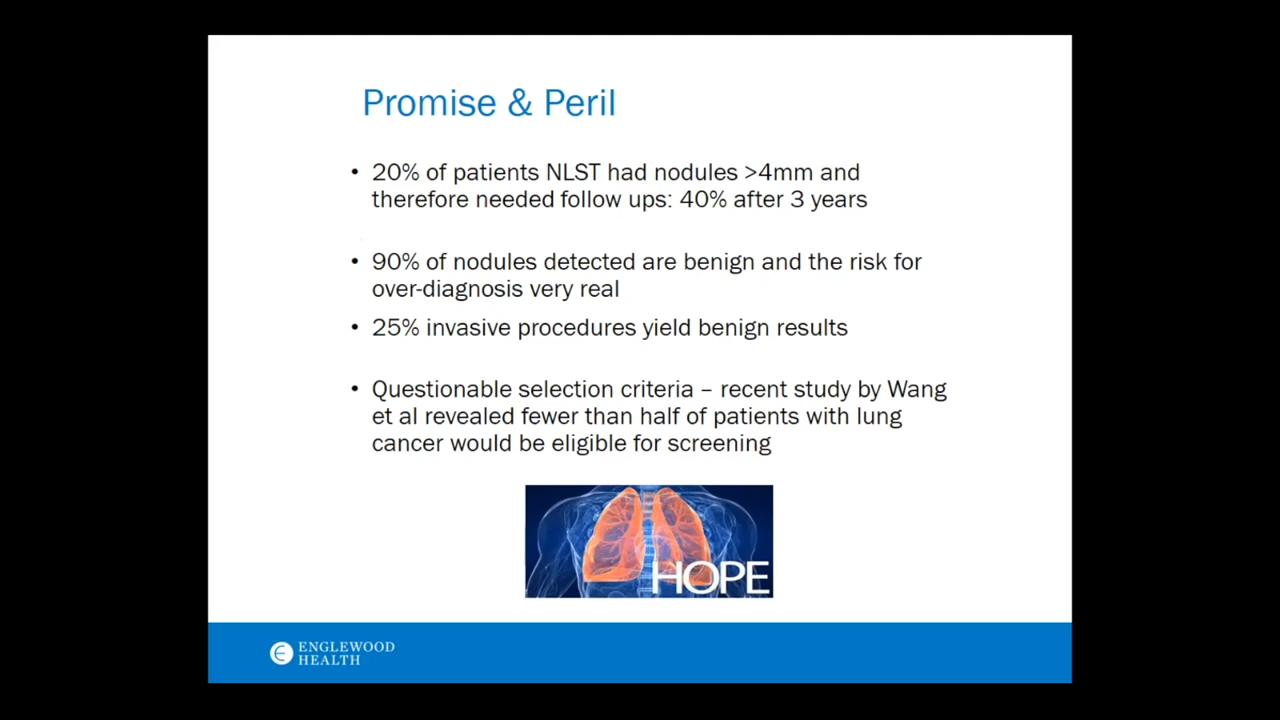 Promise & Peril
• 20% of patients NLST had nodules >4mm and
therefore needed follow ups: 40% after 3 years
• 90% of nodules detected are benign and the risk for
over-diagnosis very real
• 25% invasive procedures yield benign results
• Questionable selection criteria – recent study by Wang
et al revealed fewer than half of patients with lung
cancer would be eligible for screening
HOPE
ENGLEWOOD
HEALTH